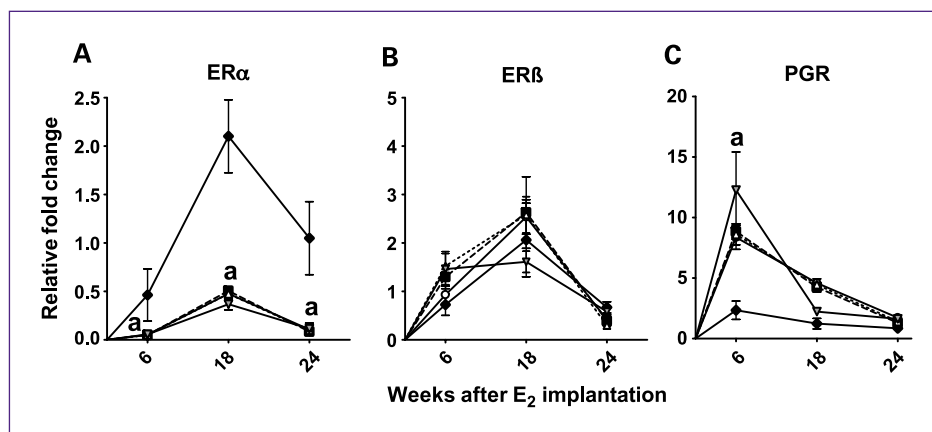 A
B
C
ERα
ERß
PGR
Relative fold change
2.5
2.0
1.5
1.0
0.5
0.0
a
a
a
6
18
24
5
4
3
2
1
0
6
18
24
20
15
10
5
0
a
6
18
24
Weeks after E2 implantation